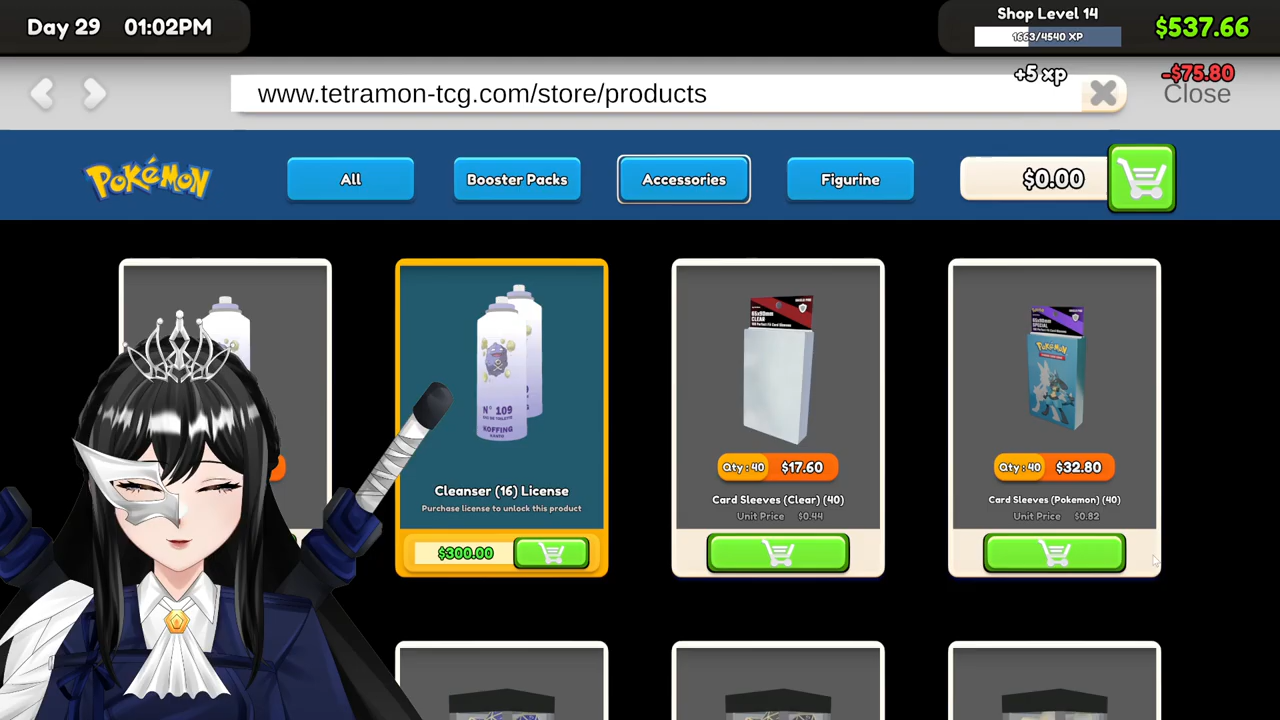 Day 29 01:02PM
Shop Level 14
1663/4540 XP
$537.66
+5 xp
-$75.80
www.tetramon-tcg.com/store/products
Close
POKéMON
All
Booster Packs
Accessories
Figurine
$0.00
N° 109
KOFFING
Cleanser (16) License
Purchase license to unlock this product
$300.00
CLEAR
Qty : 40 $17.60
Card Sleeves (Clear) (40)
Unit Price $0.44
SPECIAL
POKéMON
Qty : 40 $32.80
Card Sleeves (Pokemon) (40)
Unit Price $0.82